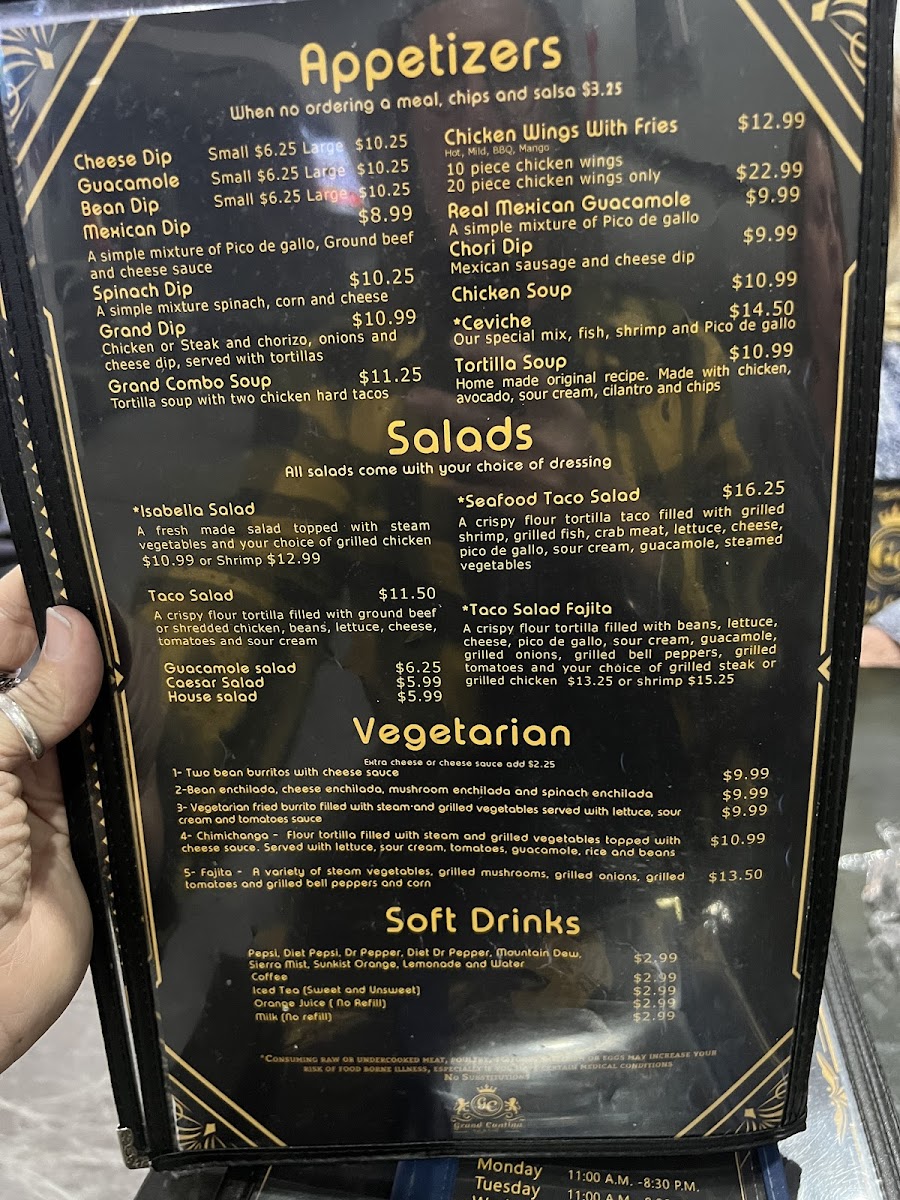 Appetizers
When no ordering a meal, chips and salsa $3.25
Cheese Dip Small $6.25 Large $10.25
Guacamole Small $6.25 Large $10.25
Bean Dip Small $6.25 Large $10.25
Mexican Dip $8.99
A simple mixture of Pico de gallo, Ground beef
and cheese sauce
Spinach Dip $10.25
A simple mixture spinach, corn and cheese
Grand Dip $10.99
Chicken or Steak and chorizo, onions and
cheese dip, served with tortillas
Grand Combo Soup $11.25
Tortilla soup with two chicken hard tacos
Chicken Wings With Fries $12.99
Hot, Mild, BBQ, Mango
10 piece chicken wings
20 piece chicken wings only $22.99
Real Mexican Guacamole $9.99
A simple mixture of Pico de gallo
Chori Dip $9.99
Mexican sausage and cheese dip
Chicken Soup $10.99
*Ceviche $14.50
Our special mix, fish, shrimp and Pico de gallo
Tortilla Soup $10.99
Home made original recipe. Made with chicken,
avocado, sour cream, cilantro and chips
Salads
All salads come with your choice of dressing
*Isabella Salad
A fresh made salad topped with steam
vegetables and your choice of grilled chicken
$10.99 or Shrimp $12.99
Taco Salad $11.50
A crispy flour tortilla filled with ground beef
or shredded chicken, beans, lettuce, cheese,
tomatoes and sour cream
Guacamole salad $6.25
Caesar Salad $5.99
House salad $5.99
*Seafood Taco Salad $16.25
A crispy flour tortilla taco filled with grilled
shrimp, grilled fish, crab meat, lettuce, cheese,
pico de gallo, sour cream, guacamole, steamed
vegetables
*Taco Salad Fajita
A crispy flour tortilla filled with beans, lettuce,
cheese, pico de gallo, sour cream, guacamole,
grilled onions, grilled bell peppers, grilled
tomatoes and your choice of grilled steak or
grilled chicken $13.25 or shrimp $15.25
Vegetarian
Extra cheese or cheese sauce add $2.25
1- Two bean burritos with cheese sauce $9.99
2-Bean enchilada, cheese enchilada, mushroom enchilada and spinach enchilada $9.99
3- Vegetarian fried burrito filled with steam-and grilled vegetables served with lettuce, sour $9.99
cream and tomatoes sauce
4- Chimichanga - Flour tortilla filled with steam and grilled vegetables topped with $10.99
cheese sauce. Served with lettuce, sour cream, tomatoes, guacamole, rice and beans
5- Fajita - A variety of steam vegetables, grilled mushrooms, grilled onions, grilled $13.50
tomatoes and grilled bell peppers and corn
Soft Drinks
Pepsi, Diet Pepsi, Dr Pepper, Diet Dr Pepper, Mountain Dew,
Sierra Mist, Sunkist Orange, Lemonade and Water $2.99
Coffee $2.99
Iced Tea (Sweet and Unsweet) $2.99
Orange Juice ( No Refill) $2.99
Milk (No refill) $2.99
*Consuming raw or undercooked meat, poultry, or eggs may increase your
risk of food borne illness, especially if certain medical conditions
No Substitutions
GC
Grand Cantina
Monday 11:00 A.M. -8:30 P.M.
Tuesday 11:00 A.M.